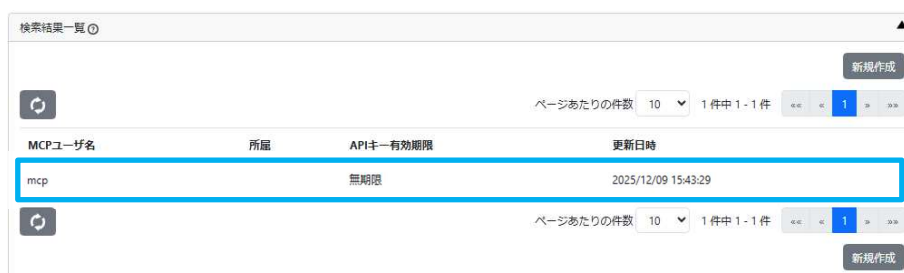 検索結果一覧 ?
新規作成
ページあたりの件数 10 1 件中 1 - 1 件 «« « 1 » »»
MCPユーザ名 所属 APIキー有効期限 更新日時
mcp 無期限 2025/12/09 15:43:29
ページあたりの件数 10 1 件中 1 - 1 件 «« « 1 » »»
新規作成